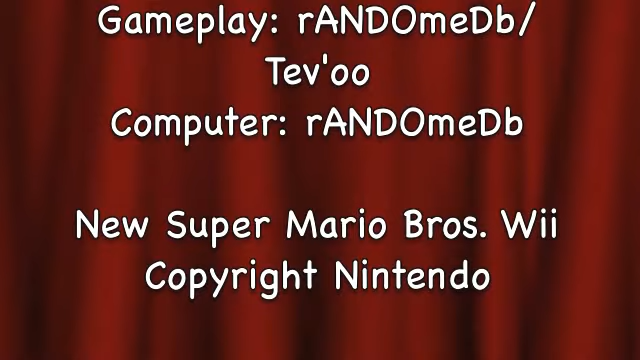 Gameplay: rANDOmeDb/
Tev'oo
Computer: rANDOmeDb
New Super Mario Bros. Wii
Copyright Nintendo